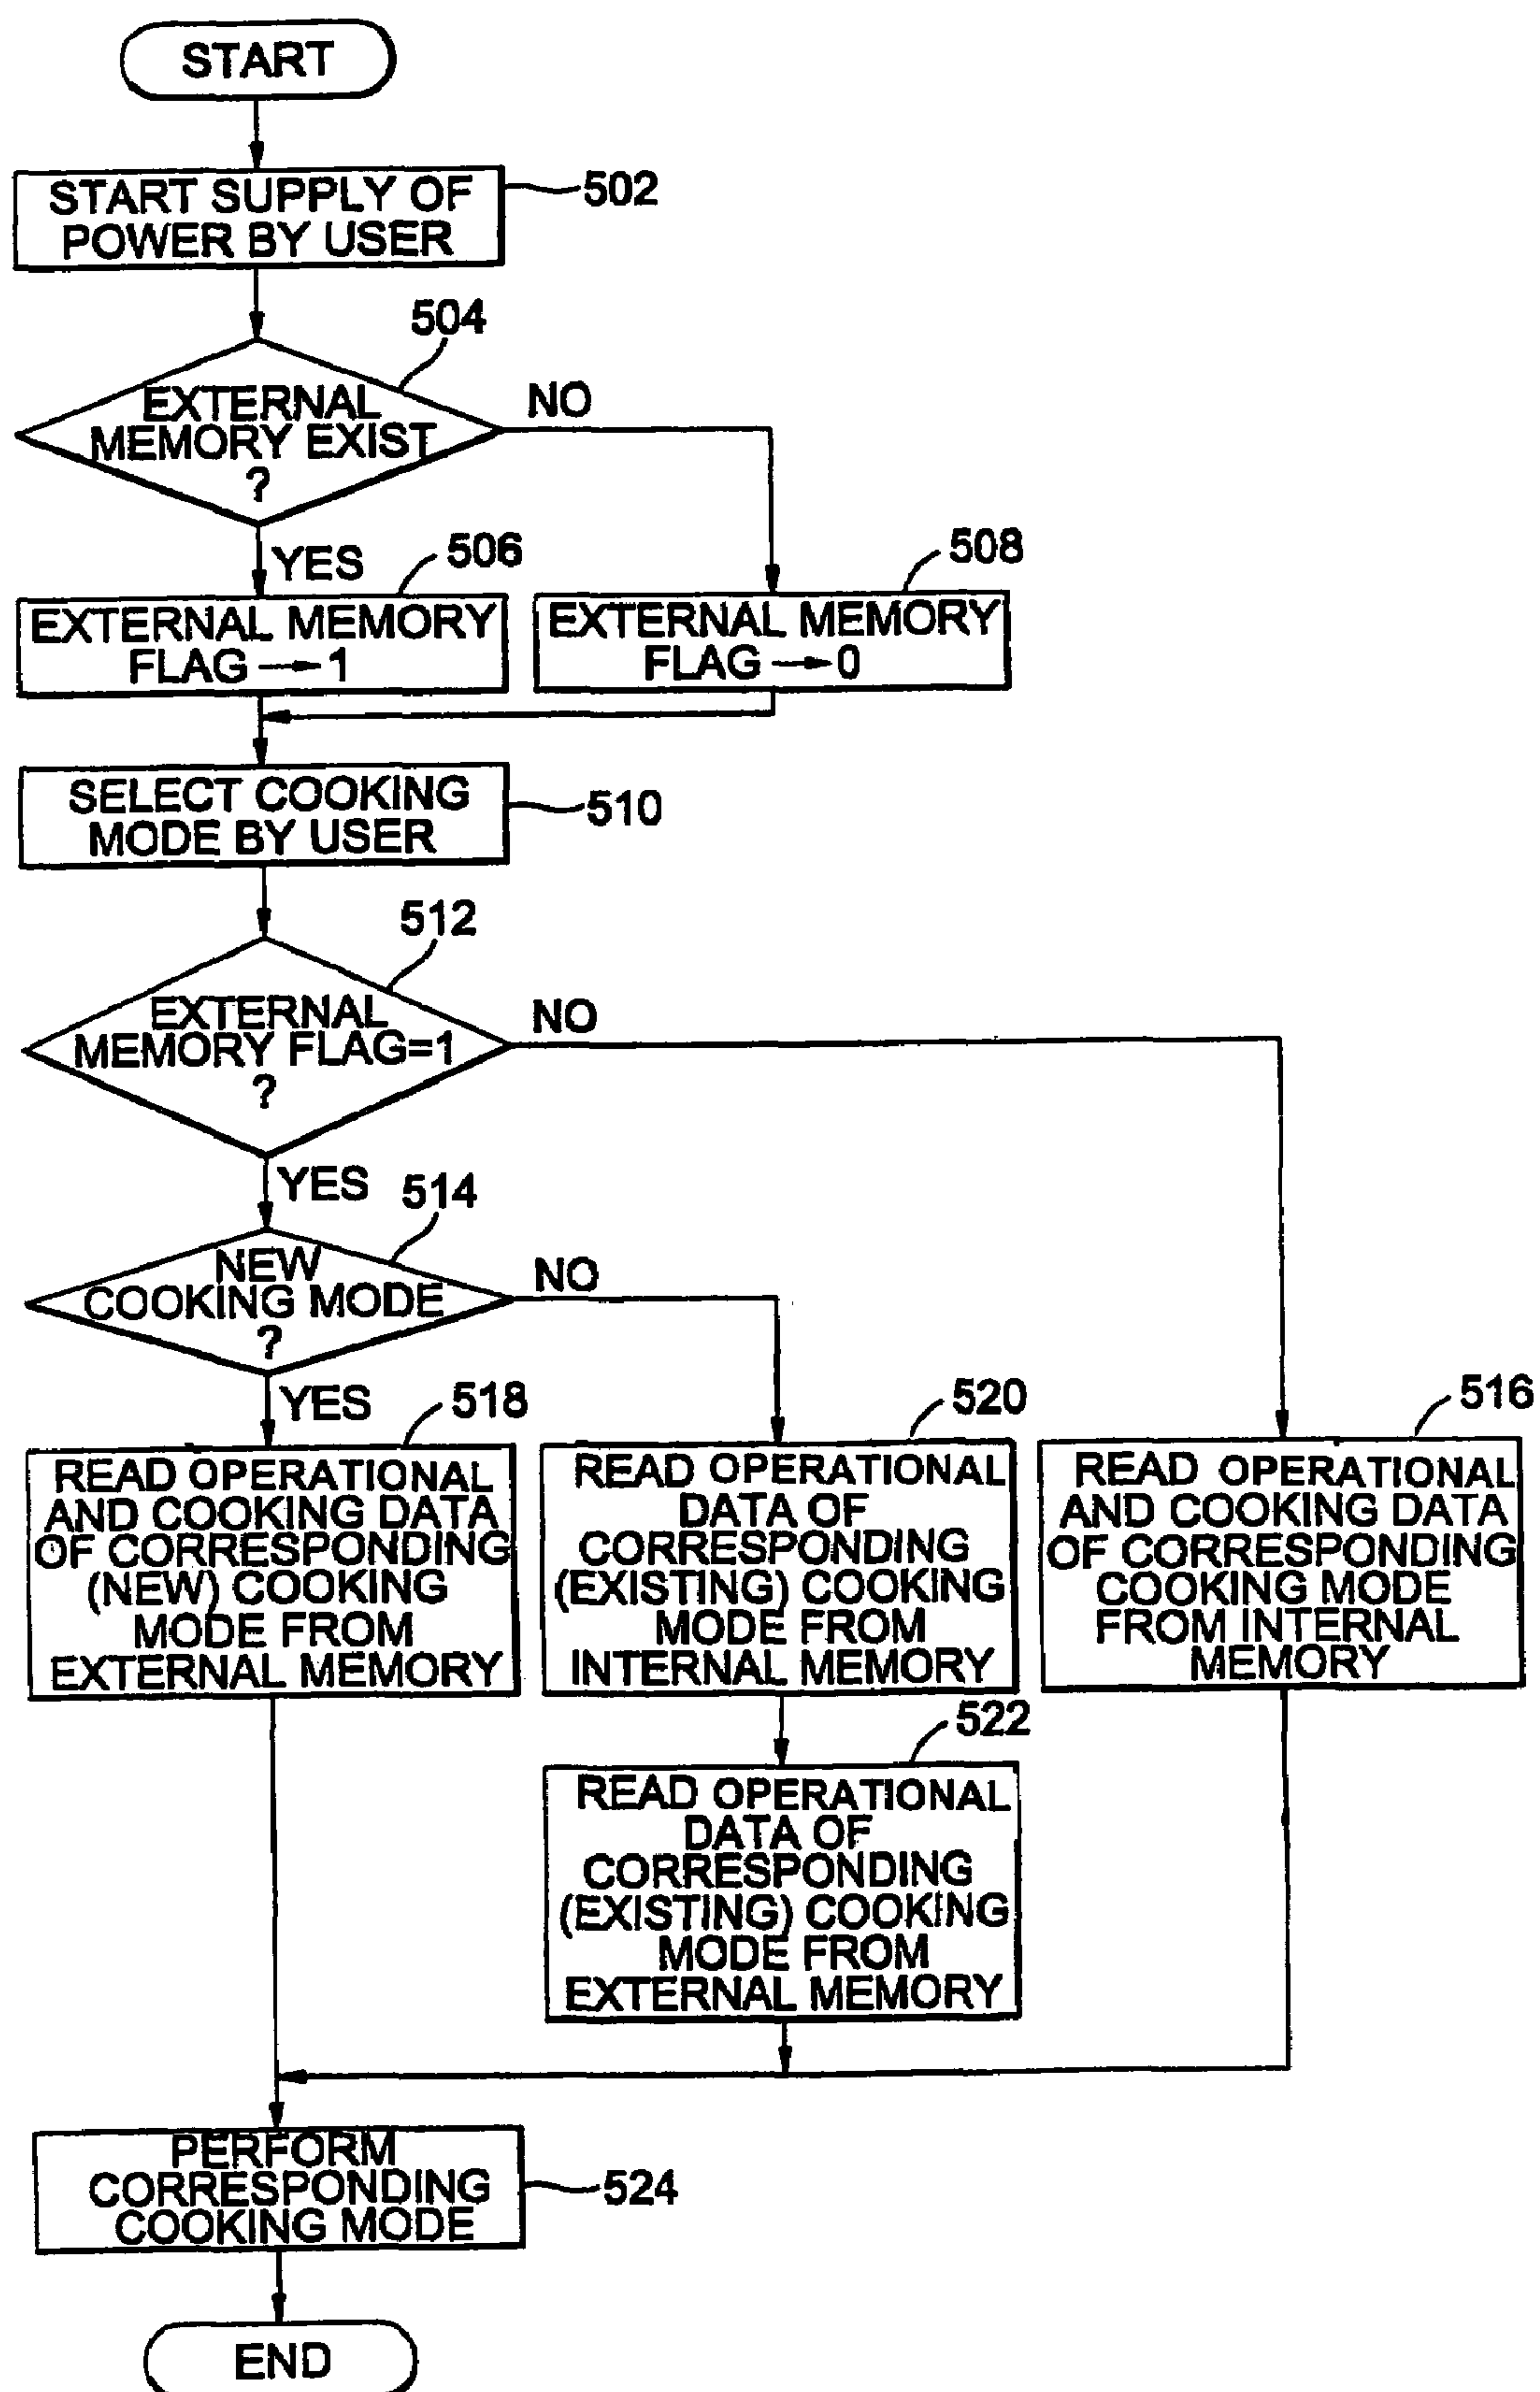 START
START SUPPLY OF
POWER BY USER
502
504
EXTERNAL
MEMORY EXIST
?
NO
YES
506
508
EXTERNAL MEMORY
FLAG → 1
EXTERNAL MEMORY
FLAG → 0
SELECT COOKING
MODE BY USER
510
512
EXTERNAL
MEMORY FLAG=1
?
NO
YES
514
NEW
COOKING MODE
?
NO
YES
518
520
516
READ OPERATIONAL
AND COOKING DATA
OF CORRESPONDING
(NEW) COOKING
MODE FROM
EXTERNAL MEMORY
READ OPERATIONAL
DATA OF
CORRESPONDING
(EXISTING) COOKING
MODE FROM
INTERNAL MEMORY
READ OPERATIONAL
AND COOKING DATA
OF CORRESPONDING
COOKING MODE
FROM INTERNAL
MEMORY
522
READ OPERATIONAL
DATA OF
CORRESPONDING
(EXISTING) COOKING
MODE FROM
EXTERNAL MEMORY
PERFORM
CORRESPONDING
COOKING MODE
524
END